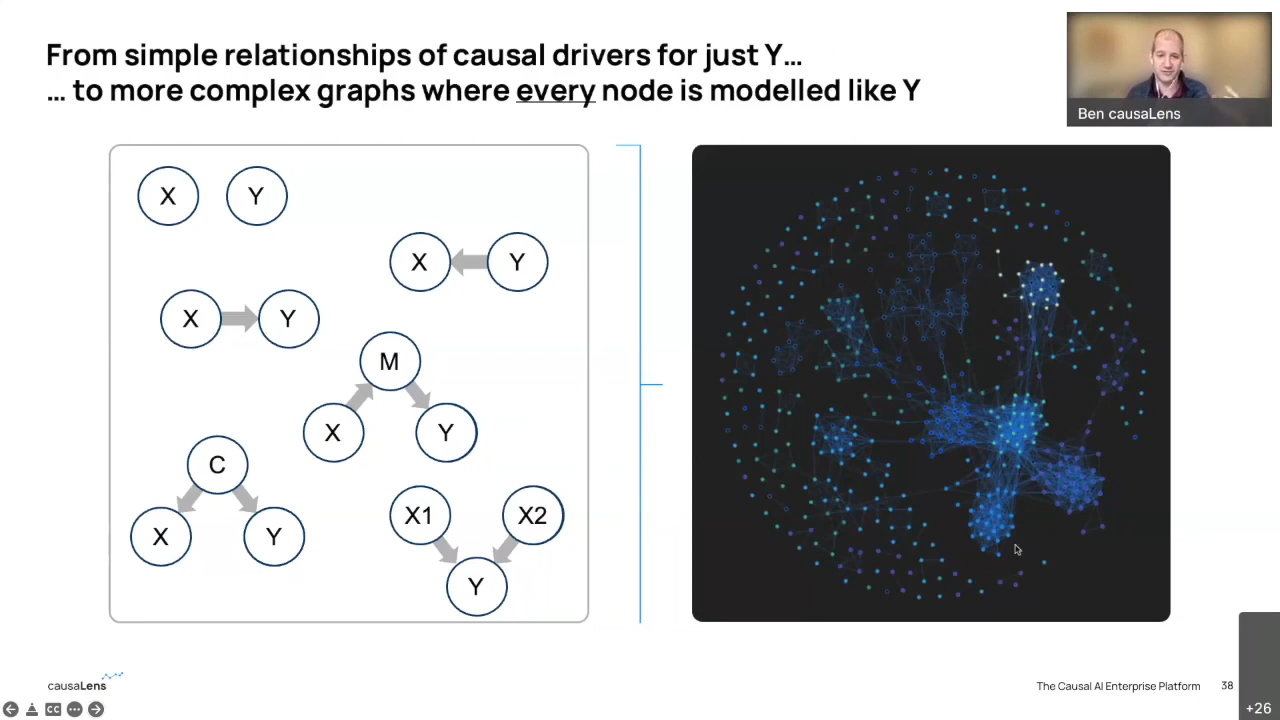 From simple relationships of causal drivers for just Y...
... to more complex graphs where every node is modelled like Y
Ben causaLens
X Y
X Y
X Y
M
X Y
C
X Y
X1 X2
Y
causaLens
The Causal AI Enterprise Platform 38
CC
+26